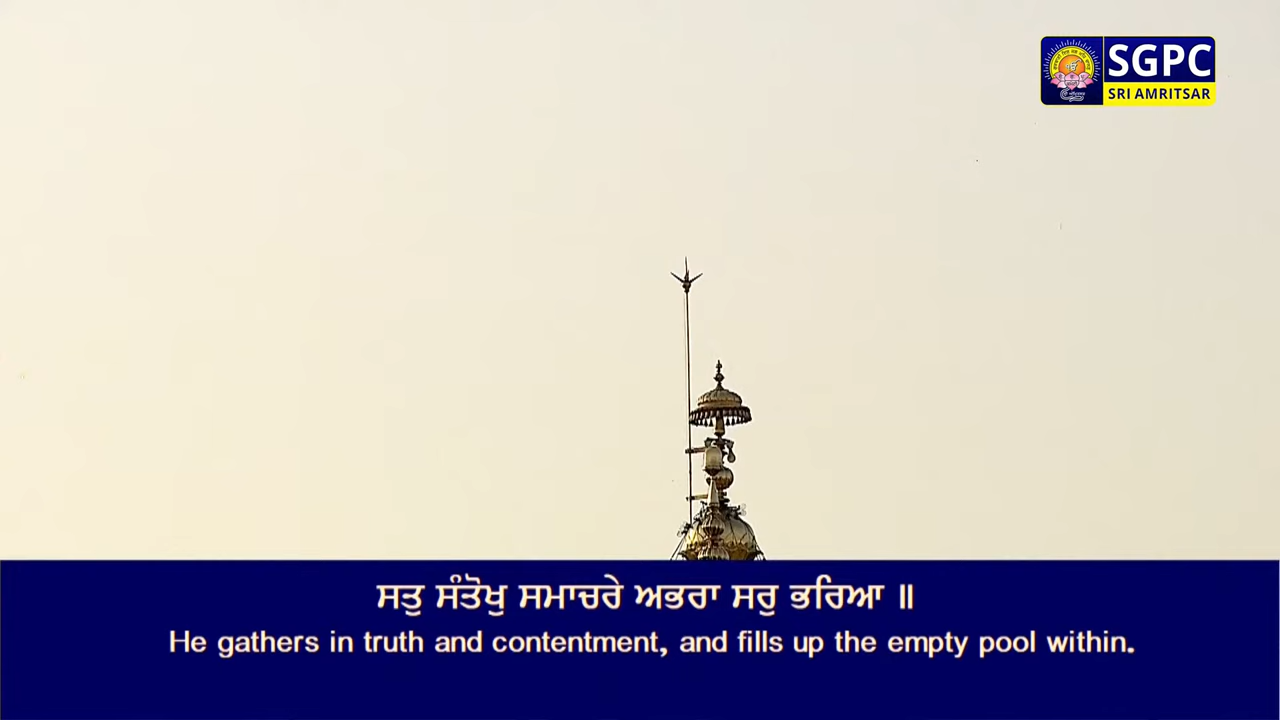 SGPC
SRI AMRITSAR
ਸਤੁ ਸੰਤੋਖੁ ਸਮਾਚਰੇ ਅਭਰਾ ਸਰੁ ਭਰਿਆ ॥
He gathers in truth and contentment, and fills up the empty pool within.